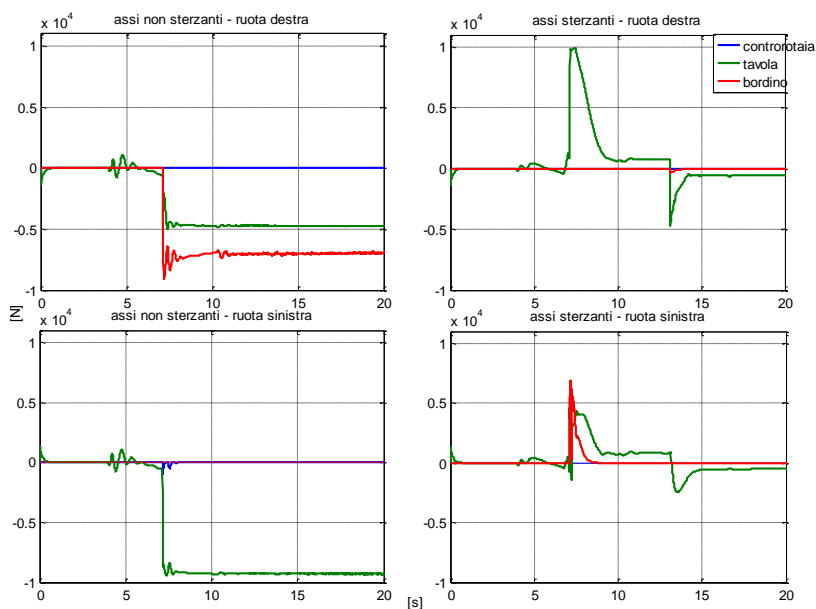 assi non sterzanti - ruota destra
x 10^4
1
0.5
0
-0.5
-1
0 5 10 15 20
assi sterzanti - ruota destra
x 10^4
controrotaia
tavola
bordino
1
0.5
0
-0.5
-1
0 5 10 15 20
[N]
assi non sterzanti - ruota sinistra
x 10^4
1
0.5
0
-0.5
-1
0 5 10 15 20
assi sterzanti - ruota sinistra
x 10^4
1
0.5
0
-0.5
-1
0 5 10 15 20
[s]